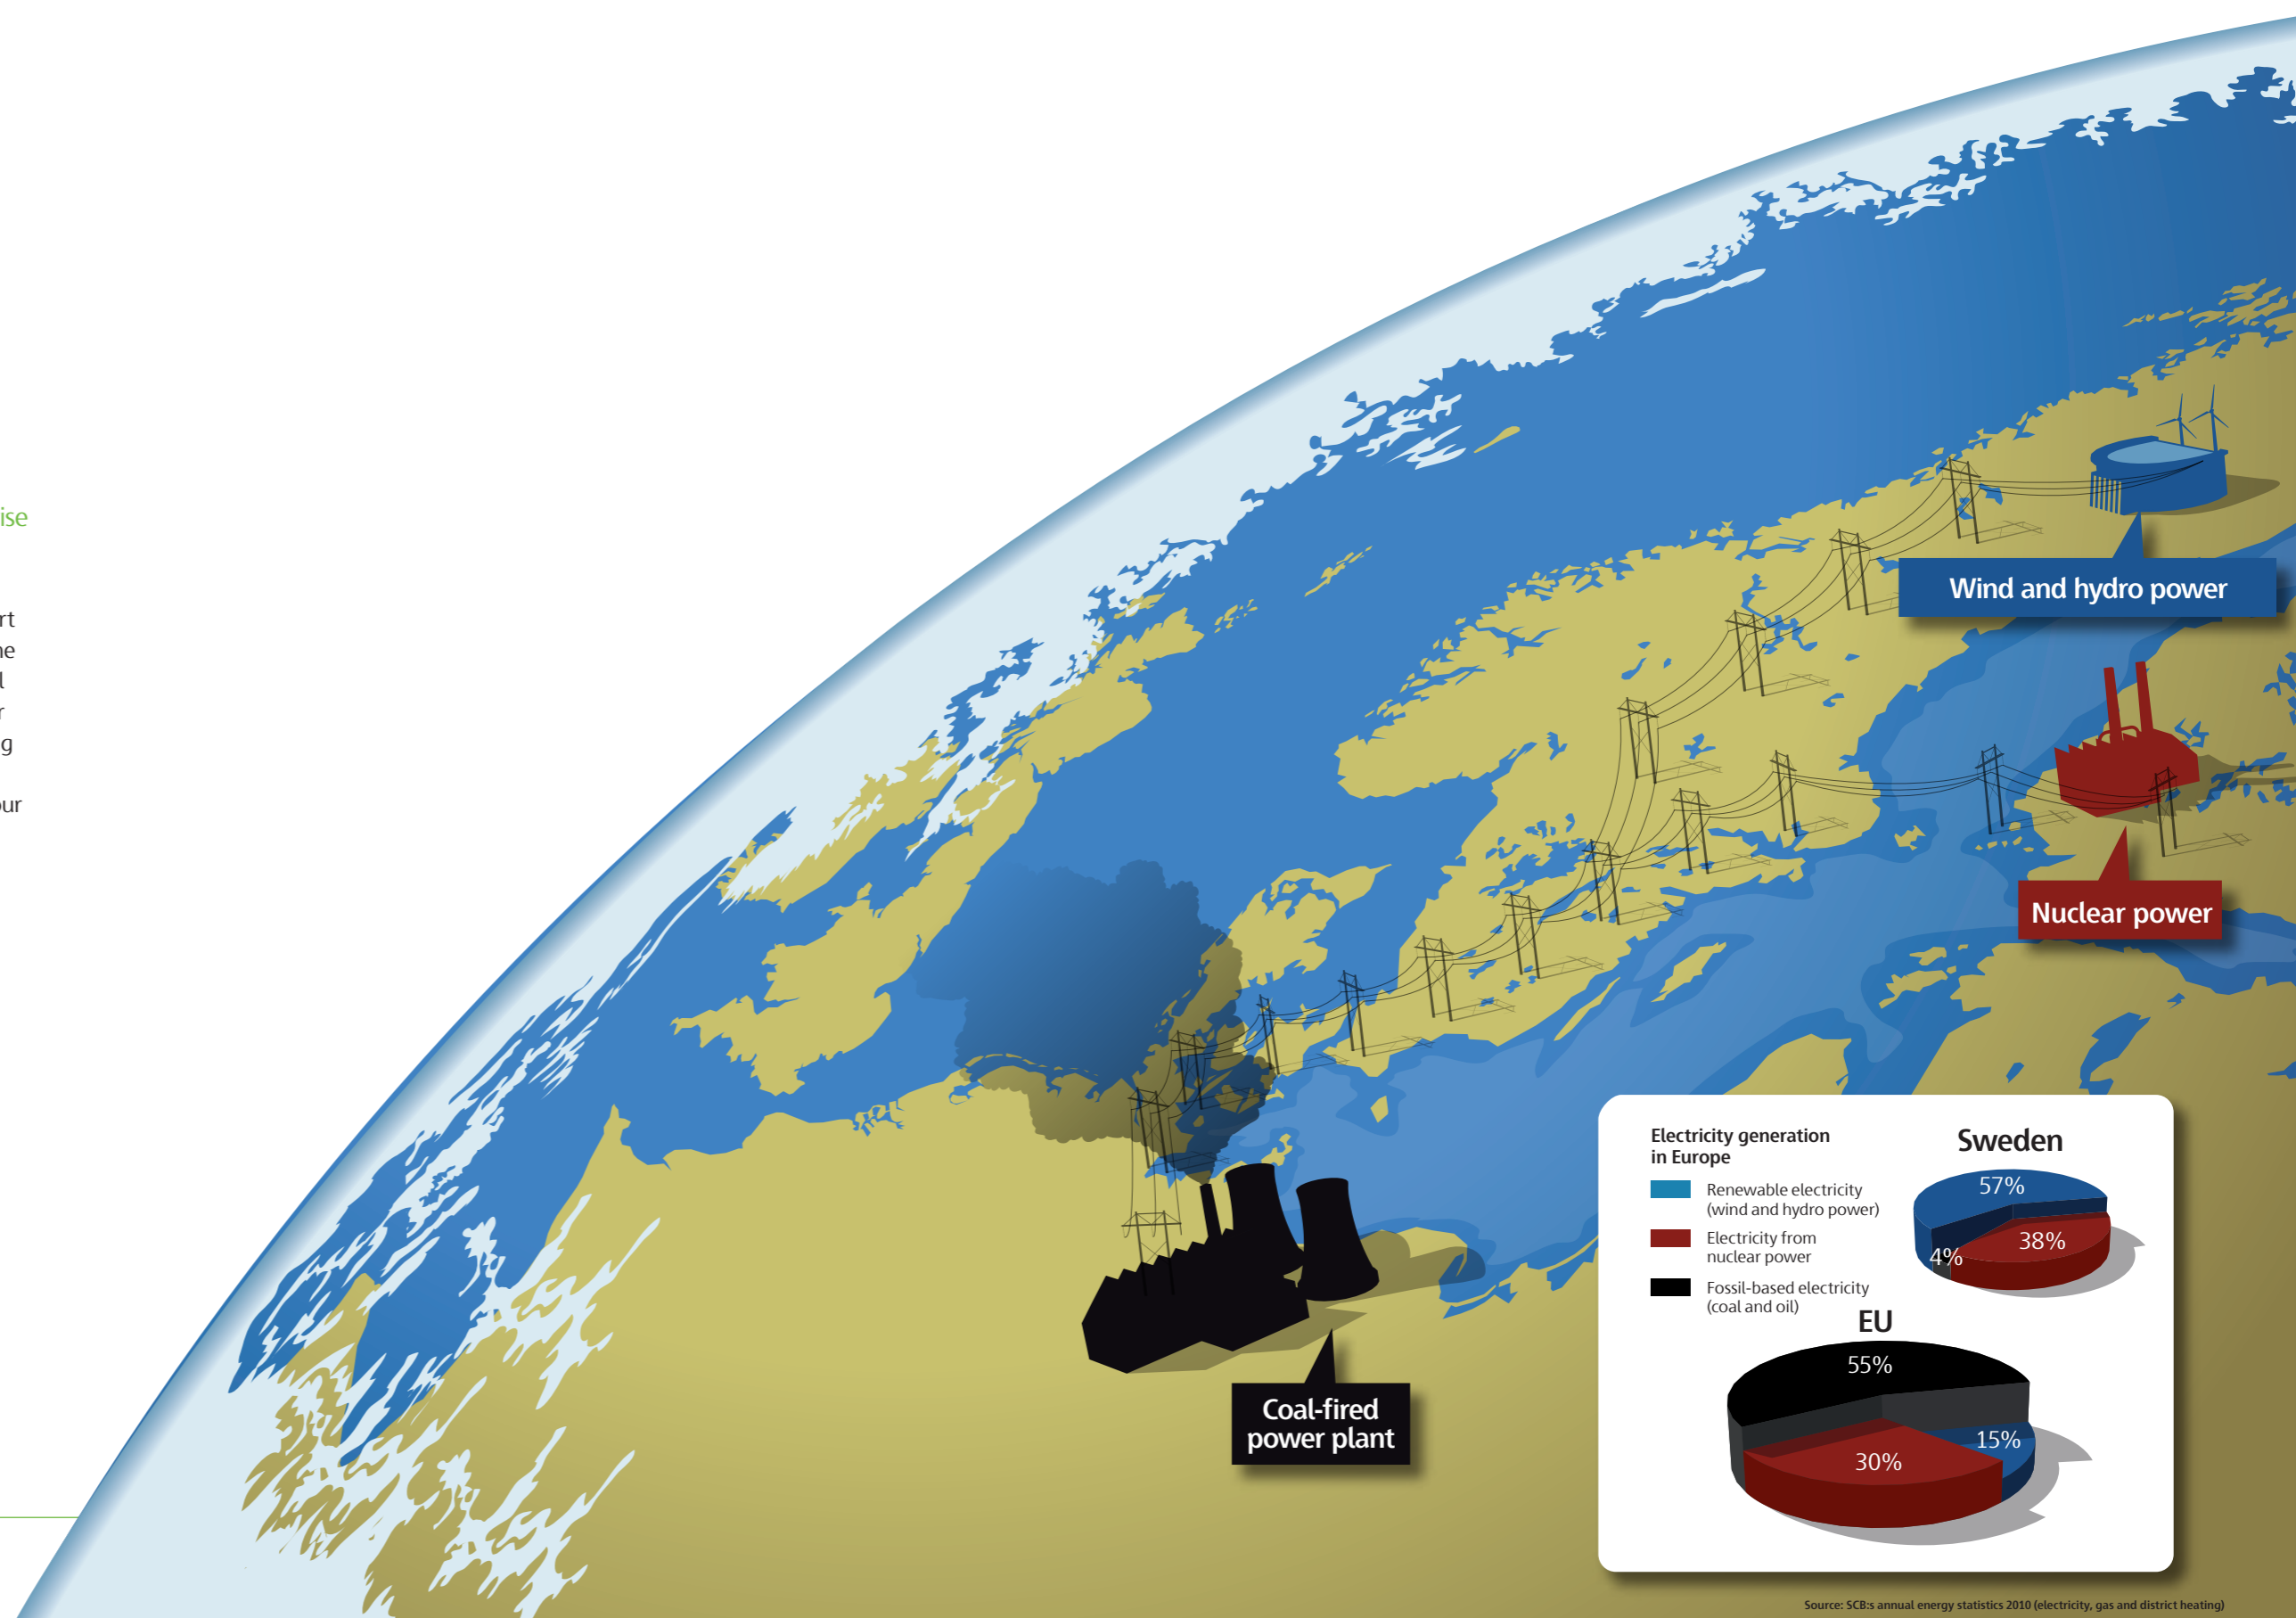 ise
rt
ne
l
r
g
our
Wind and hydro power
Nuclear power
Coal-fired
power plant
Electricity generation
in Europe
Renewable electricity
(wind and hydro power)
Electricity from
nuclear power
Fossil-based electricity
(coal and oil)
Sweden
57%
38%
4%
EU
55%
15%
30%
Source: SCB:s annual energy statistics 2010 (electricity, gas and district heating)